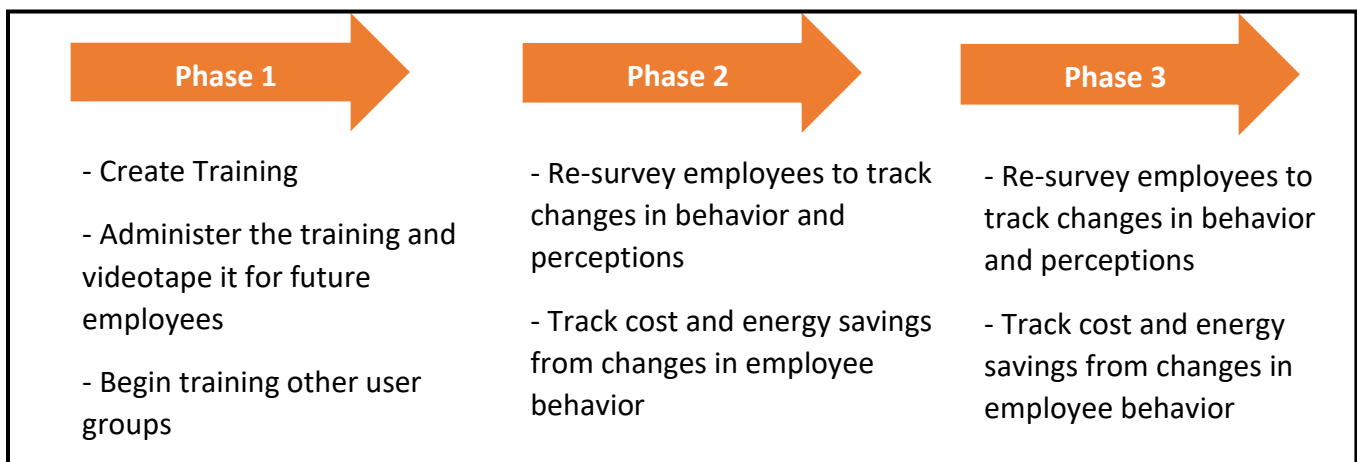 Phase 1
- Create Training
- Administer the training and
videotape it for future
employees
- Begin training other user
groups
Phase 2
- Re-survey employees to track
changes in behavior and
perceptions
- Track cost and energy savings
from changes in employee
behavior
Phase 3
- Re-survey employees to
track changes in behavior
and perceptions
- Track cost and energy
savings from changes in
employee behavior